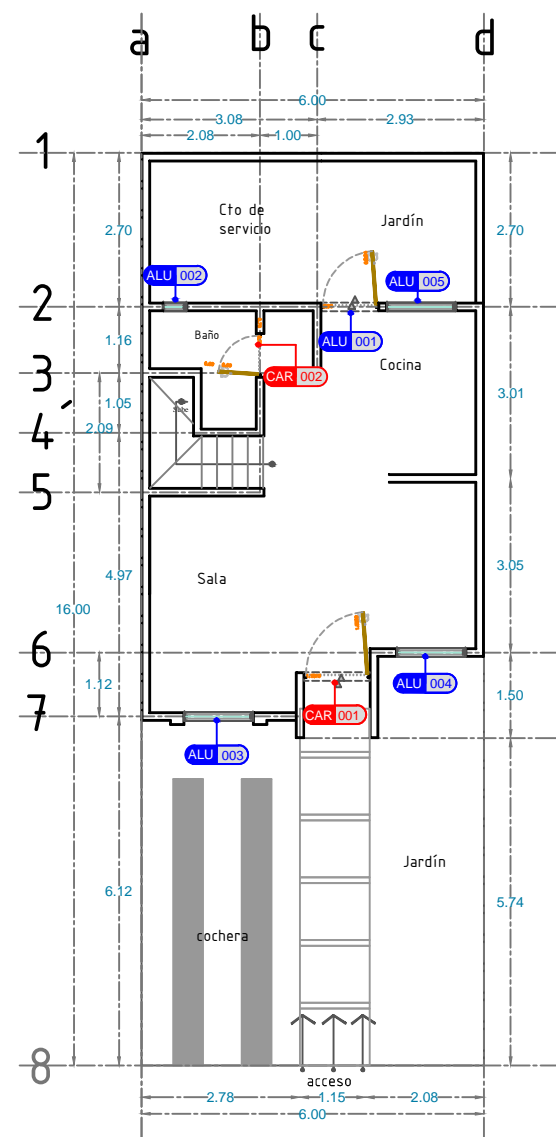 a b c d
6.00
3.08 2.93
2.08 1.00
1
2.70 2.70
Cto de
servicio
Jardín
ALU 002
ALU 005
2
ALU 001
1.16
Baño
CAR 002
Cocina
3
3.01
1.05
Sube
4´
2.09
5
Sala
4.97
3.05
16.00
6
1.12
ALU 004
1.50
CAR 001
7
ALU 003
Jardín
6.12
5.74
cochera
8
acceso
2.78 1.15 2.08
6.00